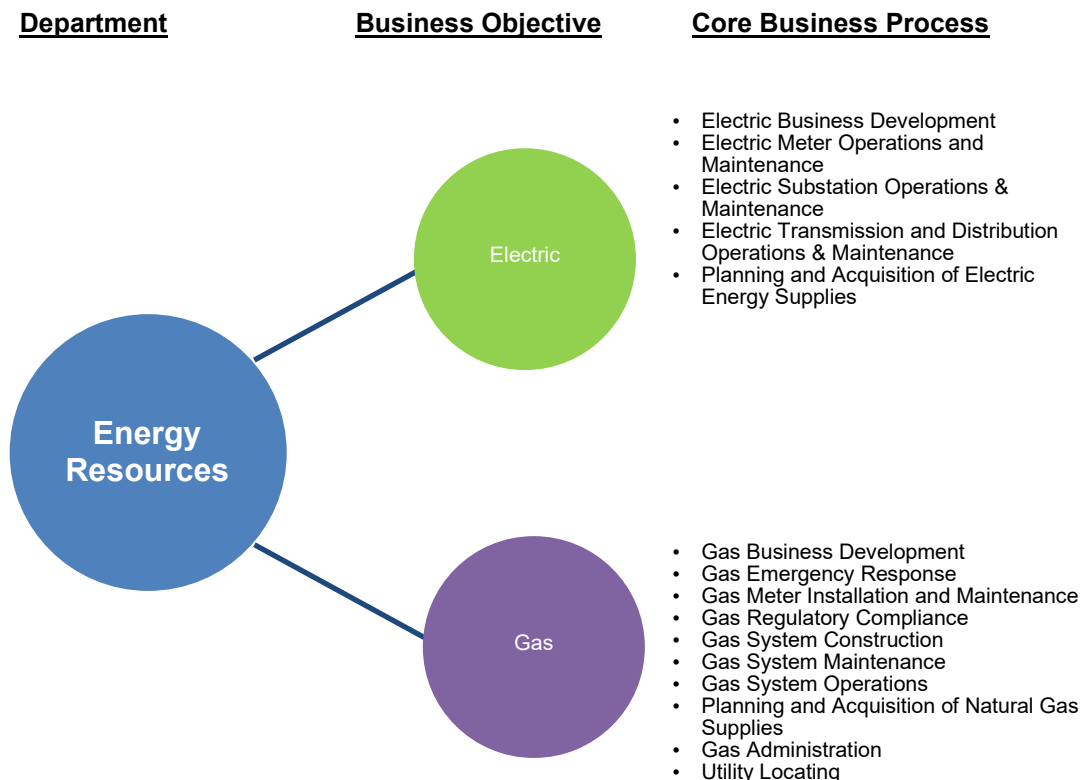 Department
Business Objective
Core Business Process
Energy
Resources
Electric
• Electric Business Development
• Electric Meter Operations and
Maintenance
• Electric Substation Operations &
Maintenance
• Electric Transmission and Distribution
Operations & Maintenance
• Planning and Acquisition of Electric
Energy Supplies
Gas
• Gas Business Development
• Gas Emergency Response
• Gas Meter Installation and Maintenance
• Gas Regulatory Compliance
• Gas System Construction
• Gas System Maintenance
• Gas System Operations
• Planning and Acquisition of Natural Gas
Supplies
• Gas Administration
• Utility Locating